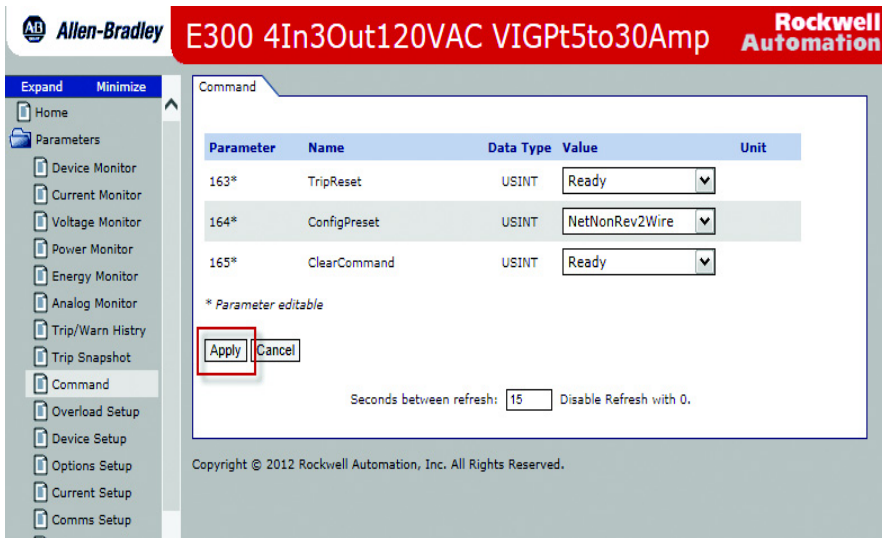 AB Allen-Bradley
E300 4In3Out120VAC VIGPt5to30Amp
Rockwell
Automation
Expand Minimize
Home
Parameters
Device Monitor
Current Monitor
Voltage Monitor
Power Monitor
Energy Monitor
Analog Monitor
Trip/Warn Histry
Trip Snapshot
Command
Overload Setup
Device Setup
Options Setup
Current Setup
Comms Setup
Command
Parameter Name Data Type Value Unit
163* TripReset USINT Ready
164* ConfigPreset USINT NetNonRev2Wire
165* ClearCommand USINT Ready
* Parameter editable
Apply Cancel
Seconds between refresh: 15 Disable Refresh with 0.
Copyright © 2012 Rockwell Automation, Inc. All Rights Reserved.